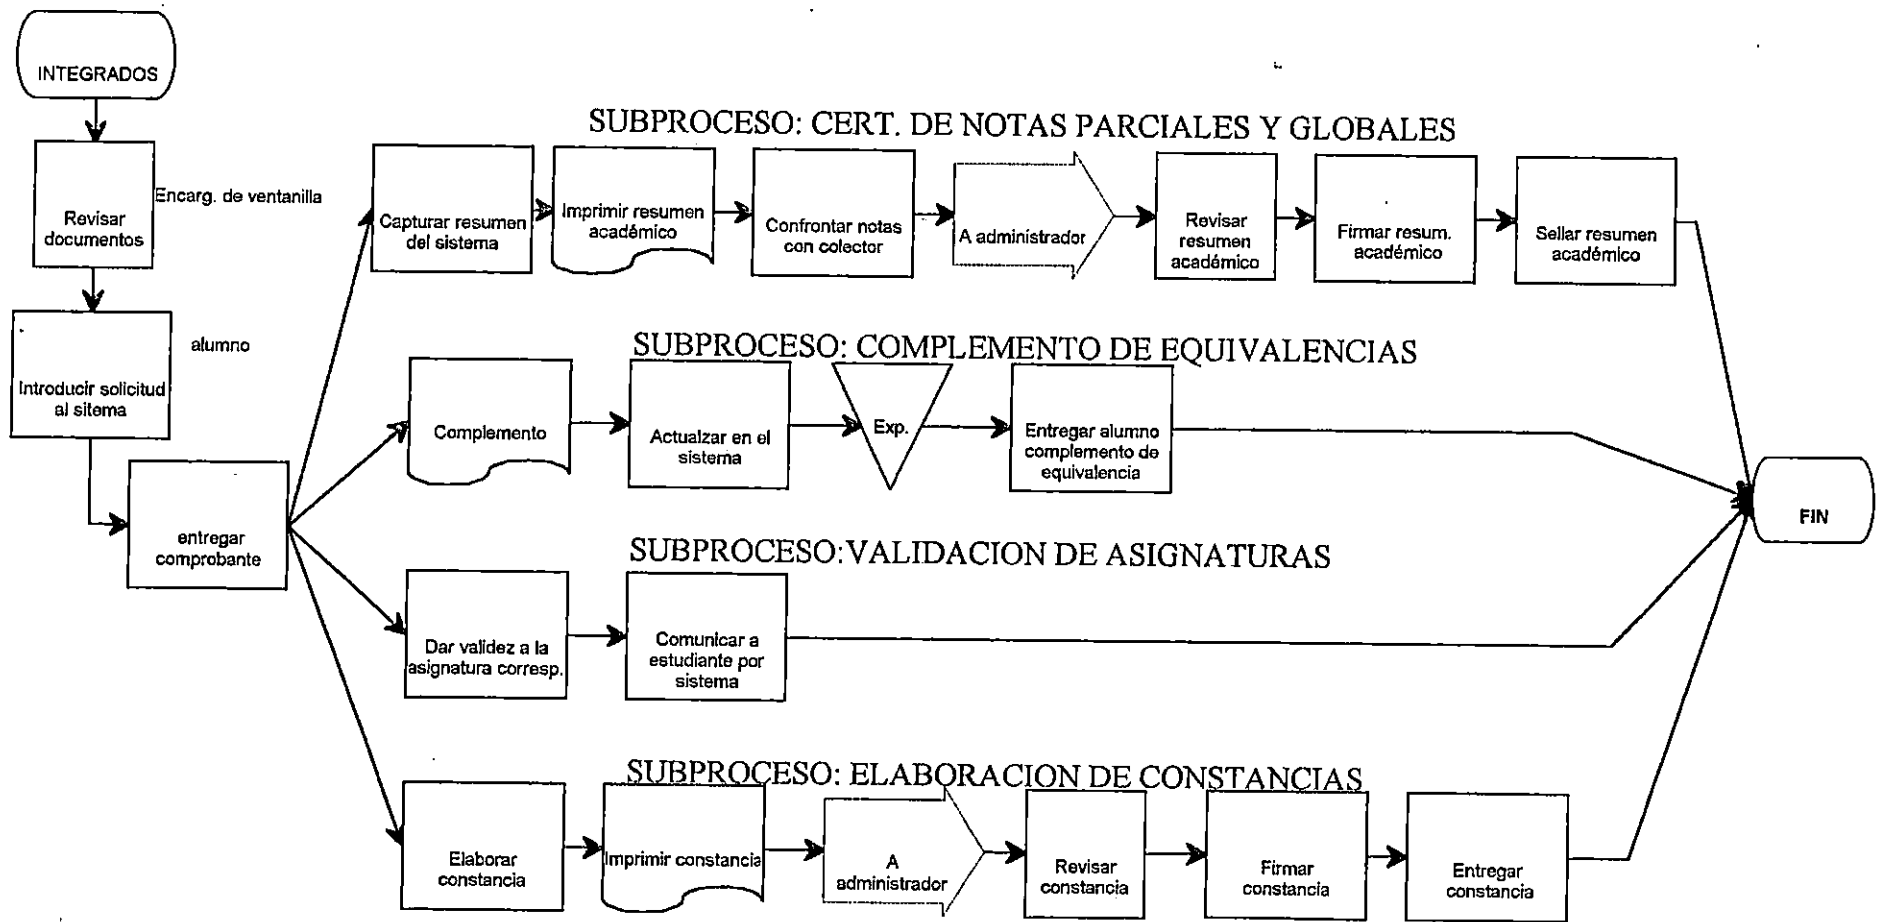 INTEGRADOS
Revisar
documentos
Encarg. de ventanilla
Introducir solicitud
al sitema
alumno
entregar
comprobante
SUBPROCESO: CERT. DE NOTAS PARCIALES Y GLOBALES
Capturar resumen
del sistema
Imprimir resumen
académico
Confrontar notas
con colector
A administrador
Revisar
resumen
académico
Firmar resum.
académico
Sellar resumen
académico
SUBPROCESO: COMPLEMENTO DE EQUIVALENCIAS
Complemento
Actualzar en el
sistema
Exp.
Entregar alumno
complemento de
equivalencia
SUBPROCESO:VALIDACION DE ASIGNATURAS
Dar validez a la
asignatura corresp.
Comunicar a
estudiante por
sistema
SUBPROCESO: ELABORACION DE CONSTANCIAS
Elaborar
constancia
Imprimir constancia
A
administrador
Revisar
constancia
Firmar
constancia
Entregar
constancia
FIN